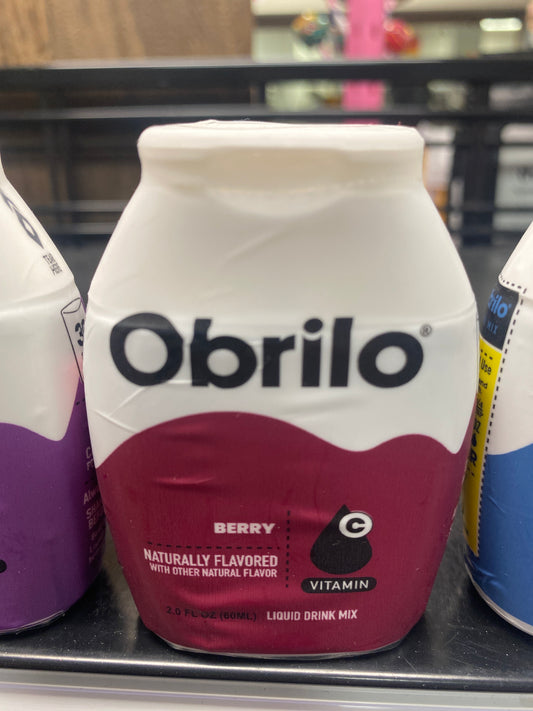 Obrilo®
BERRY
C
NATURALLY FLAVORED
WITH OTHER NATURAL FLAVOR
VITAMIN
2.0 FL OZ (60ML) LIQUID DRINK MIX